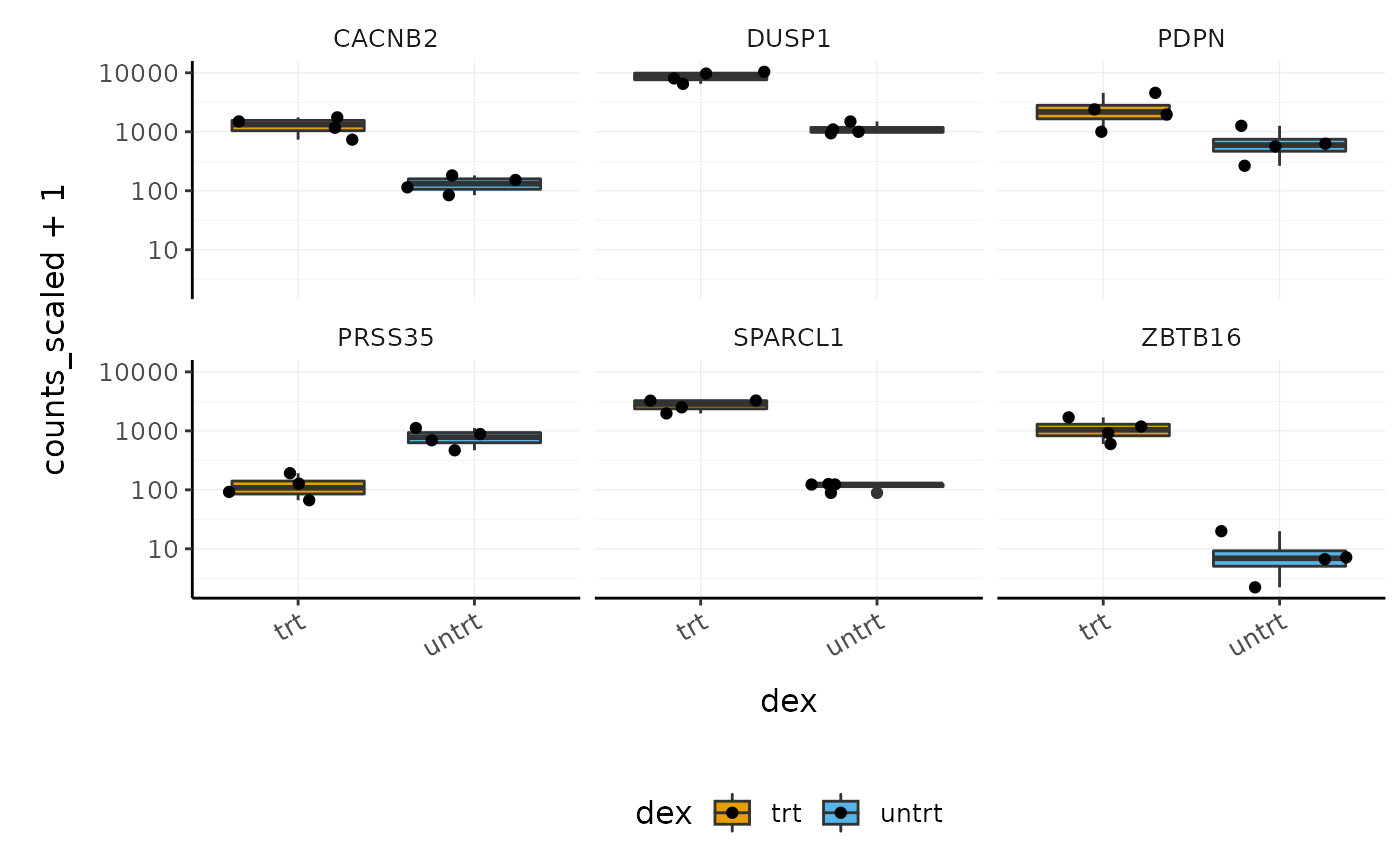 CACNB2 DUSP1 PDPN
10000
1000
100
10
PRSS35 SPARCL1 ZBTB16
10000
1000
100
10
counts_scaled + 1
trt untrt trt untrt trt untrt
dex
dex trt untrt